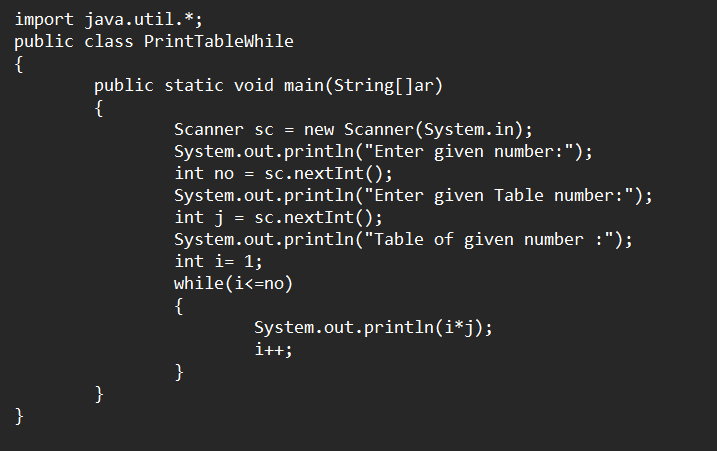 import java.util.*;
public class PrintTableWhile
{
        public static void main(String[]ar)
        {
                Scanner sc = new Scanner(System.in);
                System.out.println("Enter given number:");
                int no = sc.nextInt();
                System.out.println("Enter given Table number:");
                int j = sc.nextInt();
                System.out.println("Table of given number :");
                int i= 1;
                while(i<=no)
                {
                        System.out.println(i*j);
                        i++;
                }
        }
}